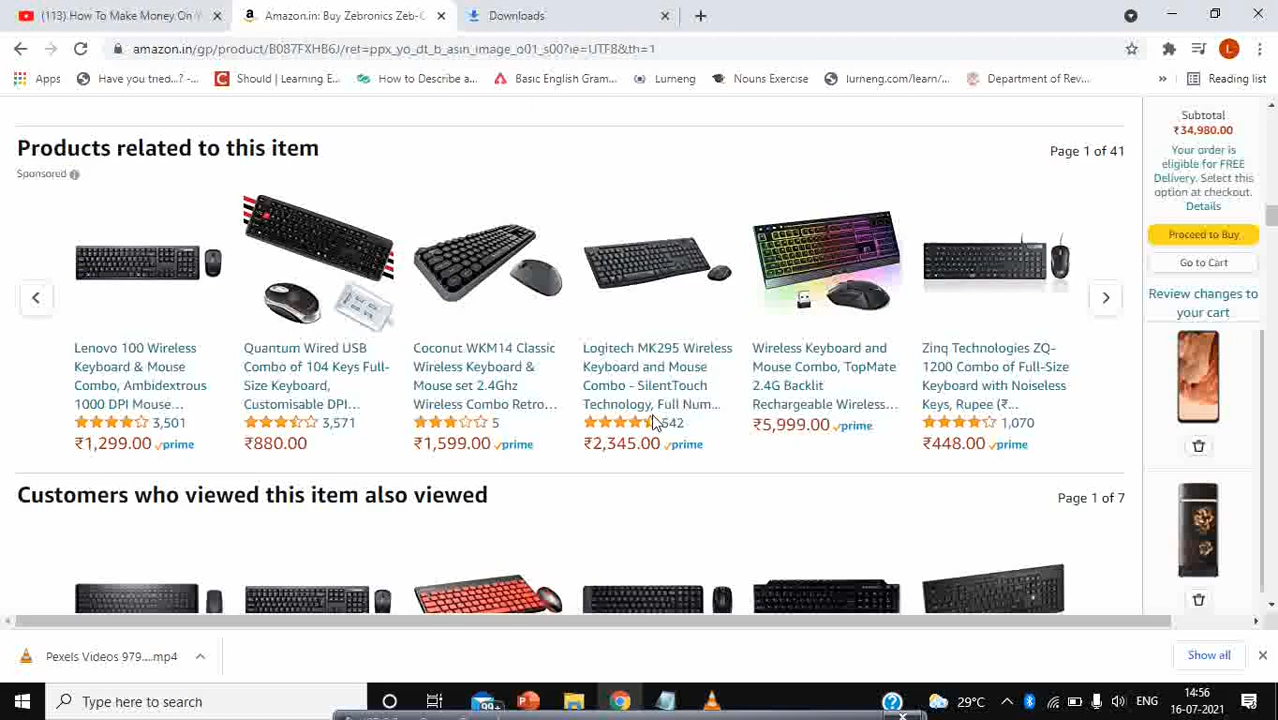 (113) How To Make Money On Y
Amazon.in: Buy Zebronics Zeb-C
Downloads
amazon.in/gp/product/B087FXHB6J/ref=ppx_yo_dt_b_asin_image_o01_s00?ie=UTF8&th=1
L
Apps
Have you tried...? -...
Should | Learning E...
How to Describe a...
Basic English Gram...
Lurneng
Nouns Exercise
lurneng.com/learn/...
Department of Rev...
»
Reading list
Products related to this item
Page 1 of 41
Sponsored
Lenovo 100 Wireless
Keyboard & Mouse
Combo, Ambidextrous
1000 DPI Mouse...
3,501
₹1,299.00 prime
Quantum Wired USB
Combo of 104 Keys Full-
Size Keyboard,
Customisable DPI...
3,571
₹880.00
Coconut WKM14 Classic
Wireless Keyboard &
Mouse set 2.4Ghz
Wireless Combo Retro...
5
₹1,599.00 prime
Logitech MK295 Wireless
Keyboard and Mouse
Combo - SilentTouch
Technology, Full Num...
642
₹2,345.00 prime
Wireless Keyboard and
Mouse Combo, TopMate
2.4G Backlit
Rechargeable Wireless...
₹5,999.00 prime
Zinq Technologies ZQ-
1200 Combo of Full-Size
Keyboard with Noiseless
Keys, Rupee (₹...
1,070
₹448.00 prime
Subtotal
₹34,980.00
Your order is
eligible for FREE
Delivery. Select this
option at checkout.
Details
Proceed to Buy
Go to Cart
Review changes to
your cart
Customers who viewed this item also viewed
Page 1 of 7
Pexels Videos 979....mp4
Show all
Type here to search
99+
29°C
ENG
14:56
16-07-2021